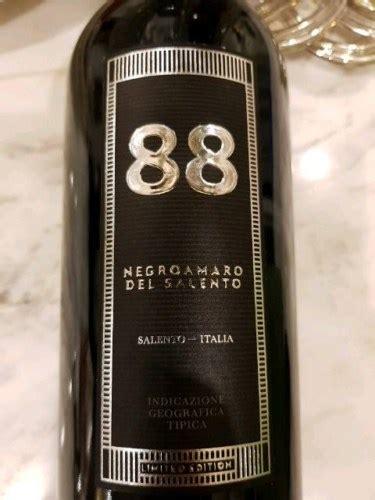 88
NEGROAMARO
DEL SALENTO
SALENTO — ITALIA
INDICAZIONE
GEOGRAFICA
TIPICA
LIMITED EDITION